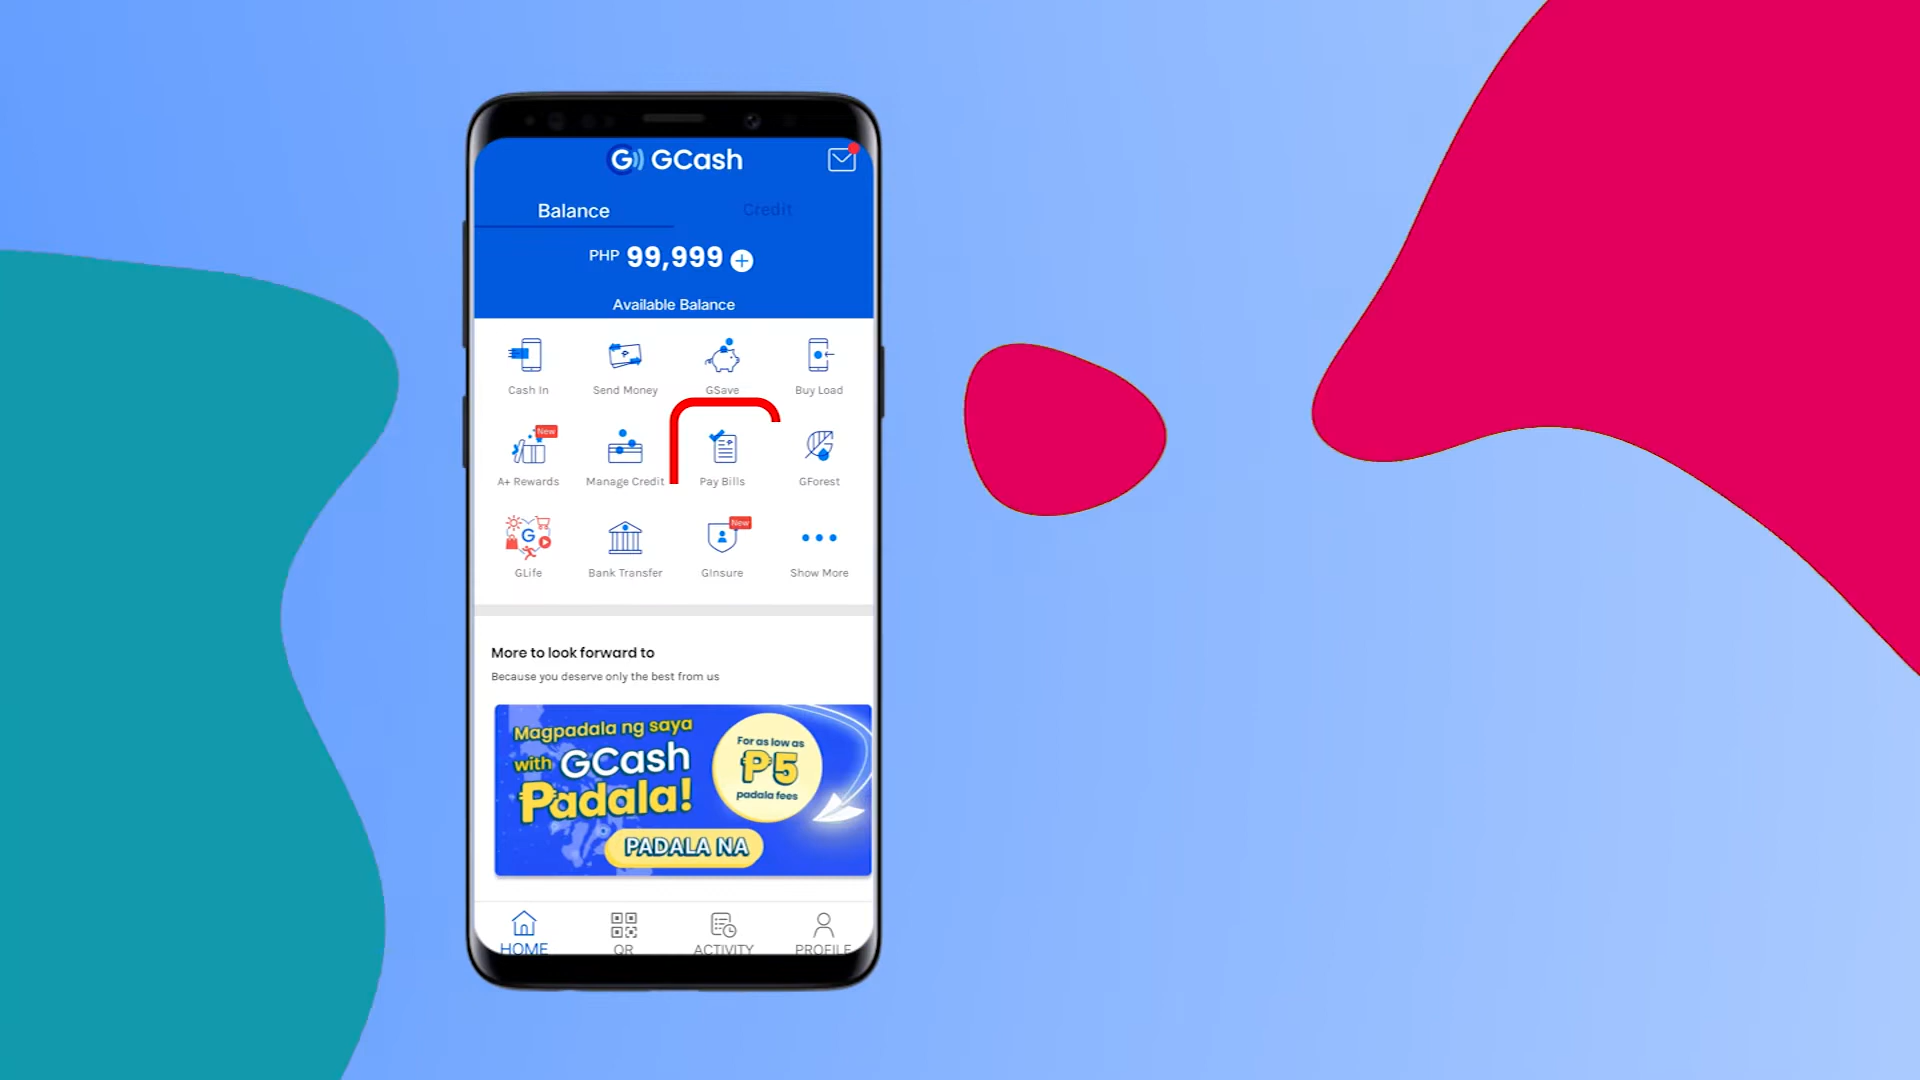 G)) GCash
Balance Credit
PHP 99,999
Available Balance
Cash In Send Money GSave Buy Load
New
A+ Rewards Manage Credit Pay Bills GForest
New
GLife Bank Transfer GInsure Show More
More to look forward to
Because you deserve only the best from us
Magpadala ng saya
with GCash
Padala!
For as low as
₱5
padala fees
PADALA NA
HOME QR ACTIVITY PROFILE